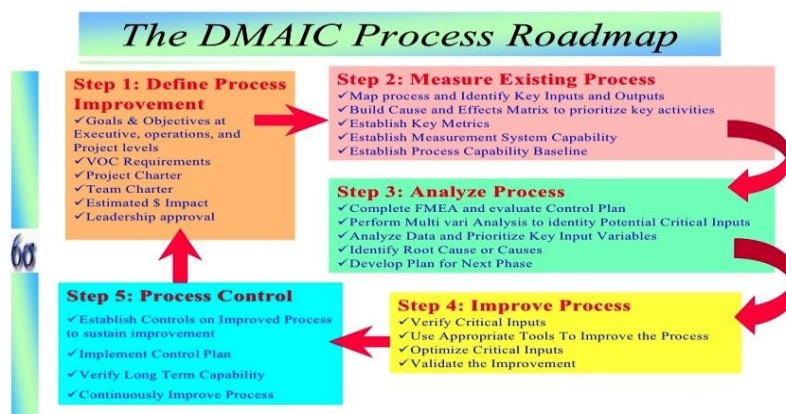 The DMAIC Process Roadmap
Step 1: Define Process
Improvement
✓Goals & Objectives at
Executive, operations, and
Project levels
✓VOC Requirements
✓Project Charter
✓Team Charter
✓Estimated $ Impact
✓Leadership approval
Step 2: Measure Existing Process
✓Map process and Identify Key Inputs and Outputs
✓Build Cause and Effects Matrix to prioritize key activities
✓Establish Key Metrics
✓Establish Measurement System Capability
✓Establish Process Capability Baseline
Step 3: Analyze Process
✓Complete FMEA and evaluate Control Plan
✓Perform Multi vari Analysis to identity Potential Critical Inputs
✓Analyze Data and Prioritize Key Input Variables
✓Identify Root Cause or Causes
✓Develop Plan for Next Phase
Step 4: Improve Process
✓Verify Critical Inputs
✓Use Appropriate Tools To Improve the Process
✓Optimize Critical Inputs
✓Validate the Improvement
Step 5: Process Control
✓Establish Controls on Improved Process
to sustain improvement
✓Implement Control Plan
✓Verify Long Term Capability
✓Continuously Improve Process
6σ